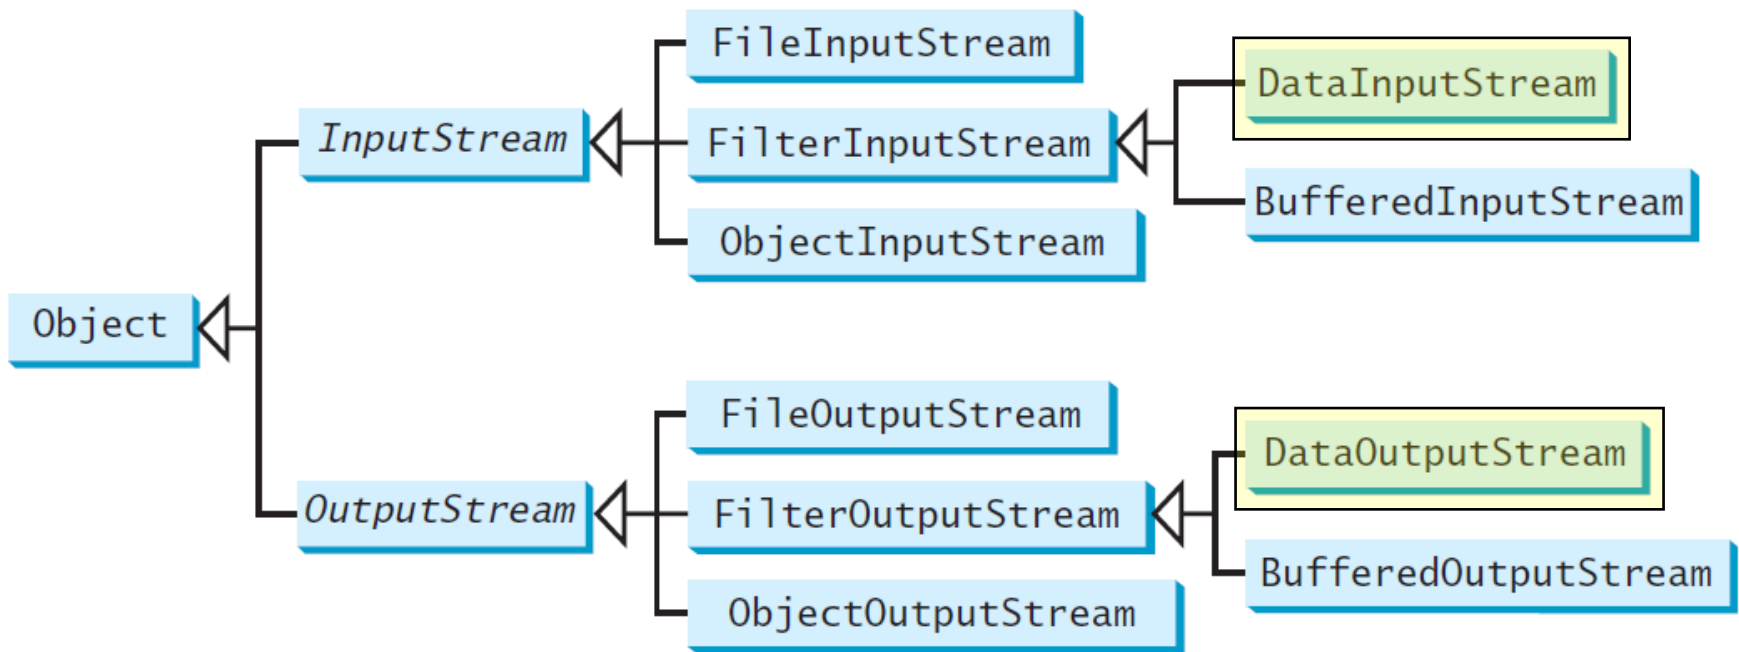 FileInputStream
DataInputStream
InputStream
FilterInputStream
BufferedInputStream
ObjectInputStream
Object
FileOutputStream
DataOutputStream
OutputStream
FilterOutputStream
BufferedOutputStream
ObjectOutputStream